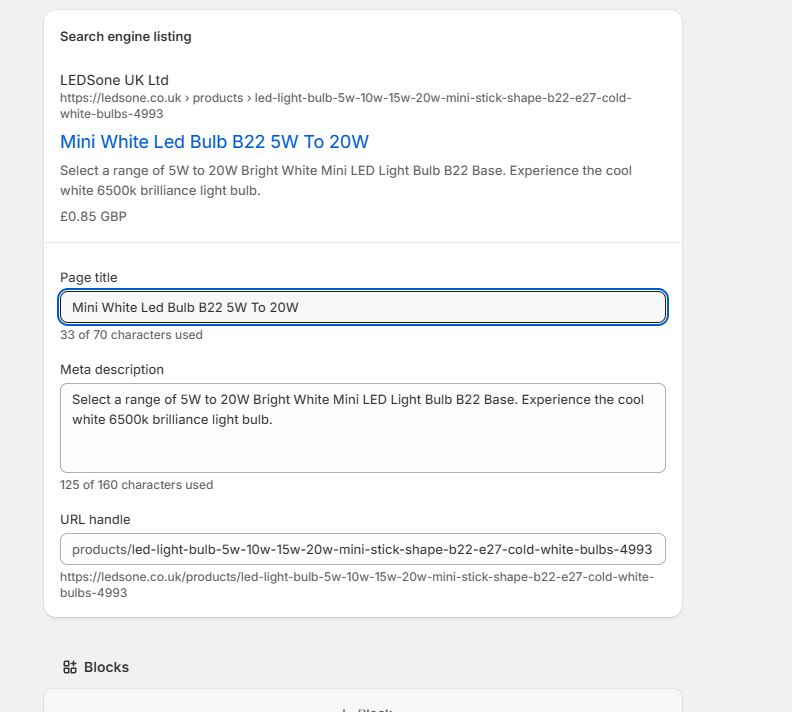 Search engine listing
LEDSone UK Ltd
https://ledsone.co.uk › products › led-light-bulb-5w-10w-15w-20w-mini-stick-shape-b22-e27-cold-
white-bulbs-4993
Mini White Led Bulb B22 5W To 20W
Select a range of 5W to 20W Bright White Mini LED Light Bulb B22 Base. Experience the cool
white 6500k brilliance light bulb.
£0.85 GBP
Page title
Mini White Led Bulb B22 5W To 20W
33 of 70 characters used
Meta description
Select a range of 5W to 20W Bright White Mini LED Light Bulb B22 Base. Experience the cool
white 6500k brilliance light bulb.
125 of 160 characters used
URL handle
products/led-light-bulb-5w-10w-15w-20w-mini-stick-shape-b22-e27-cold-white-bulbs-4993
https://ledsone.co.uk/products/led-light-bulb-5w-10w-15w-20w-mini-stick-shape-b22-e27-cold-white-
bulbs-4993
Blocks